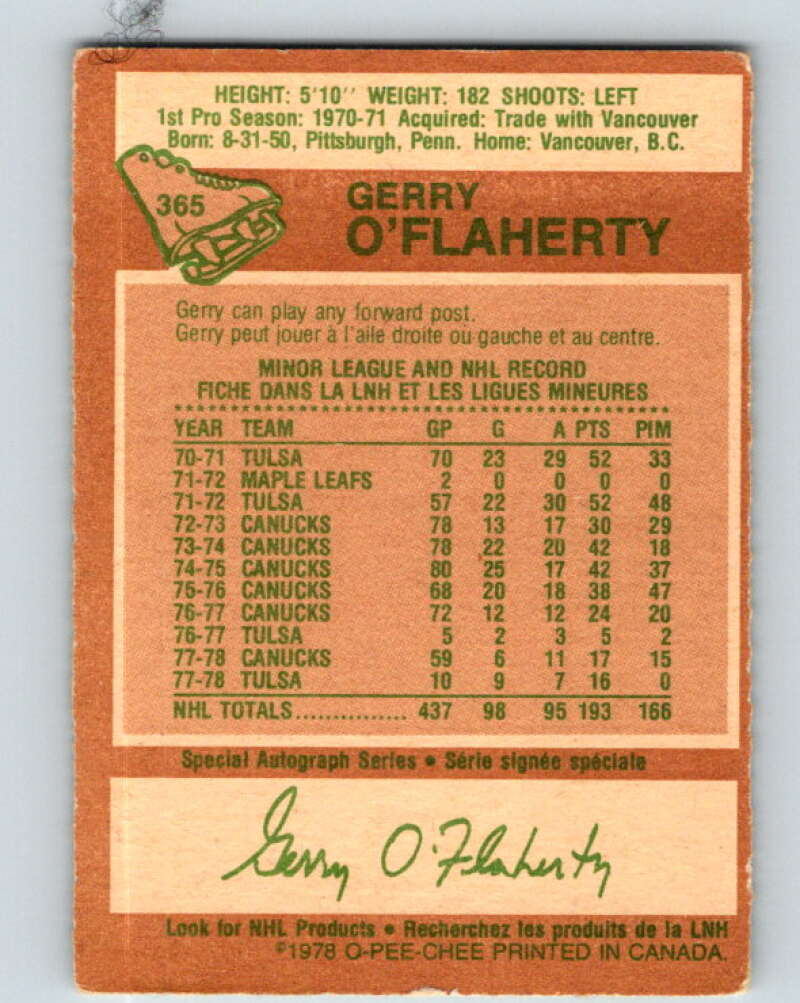 HEIGHT: 5'10'' WEIGHT: 182 SHOOTS: LEFT
1st Pro Season: 1970-71 Acquired: Trade with Vancouver
Born: 8-31-50, Pittsburgh, Penn. Home: Vancouver, B.C.
365
GERRY
O'FLAHERTY
Gerry can play any forward post.
Gerry peut jouer à l'aile droite ou gauche et au centre.
MINOR LEAGUE AND NHL RECORD
FICHE DANS LA LNH ET LES LIGUES MINEURES
YEAR TEAM GP G A PTS PIM
70-71 TULSA 70 23 29 52 33
71-72 MAPLE LEAFS 2 0 0 0 0
71-72 TULSA 57 22 30 52 48
72-73 CANUCKS 78 13 17 30 29
73-74 CANUCKS 78 22 20 42 18
74-75 CANUCKS 80 25 17 42 37
75-76 CANUCKS 68 20 18 38 47
76-77 CANUCKS 72 12 12 24 20
76-77 TULSA 5 2 3 5 2
77-78 CANUCKS 59 6 11 17 15
77-78 TULSA 10 9 7 16 0
NHL TOTALS............... 437 98 95 193 166
Special Autograph Series • Série signée spéciale
Gerry O'Flaherty
Look for NHL Products • Recherchez les produits de la LNH
©1978 O-PEE-CHEE PRINTED IN CANADA.